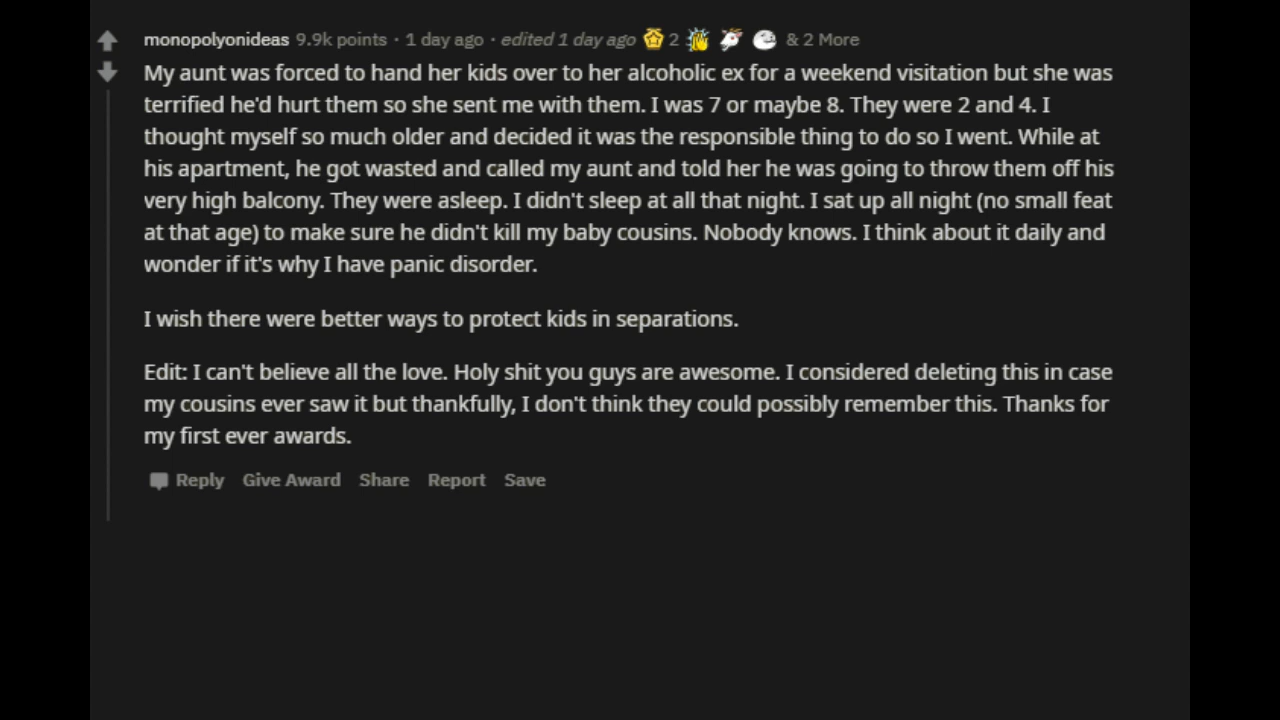 monopolyonideas 9.9k points · 1 day ago · edited 1 day ago 2 & 2 More
My aunt was forced to hand her kids over to her alcoholic ex for a weekend visitation but she was
terrified he'd hurt them so she sent me with them. I was 7 or maybe 8. They were 2 and 4. I
thought myself so much older and decided it was the responsible thing to do so I went. While at
his apartment, he got wasted and called my aunt and told her he was going to throw them off his
very high balcony. They were asleep. I didn't sleep at all that night. I sat up all night (no small feat
at that age) to make sure he didn't kill my baby cousins. Nobody knows. I think about it daily and
wonder if it's why I have panic disorder.
I wish there were better ways to protect kids in separations.
Edit: I can't believe all the love. Holy shit you guys are awesome. I considered deleting this in case
my cousins ever saw it but thankfully, I don't think they could possibly remember this. Thanks for
my first ever awards.
Reply Give Award Share Report Save